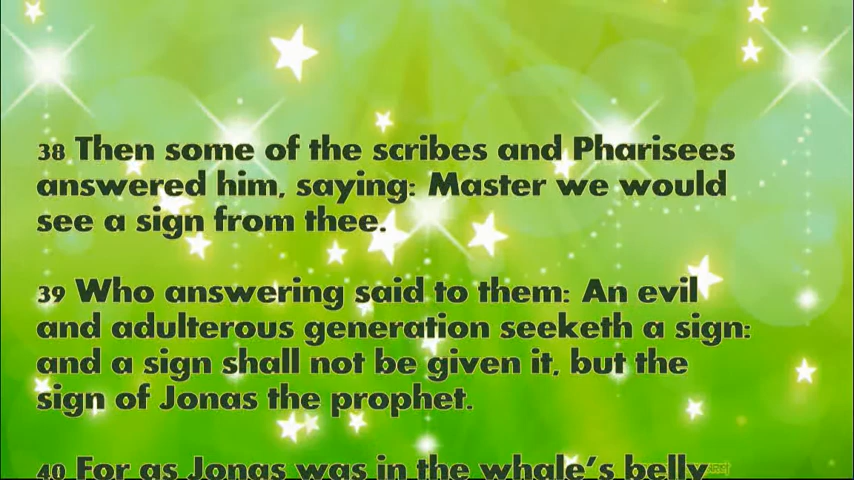 38 Then some of the scribes and Pharisees
answered him, saying: Master we would
see a sign from thee.
39 Who answering said to them: An evil
and adulterous generation seeketh a sign:
and a sign shall not be given it, but the
sign of Jonas the prophet.
40 For as Jonas was in the whale's belly